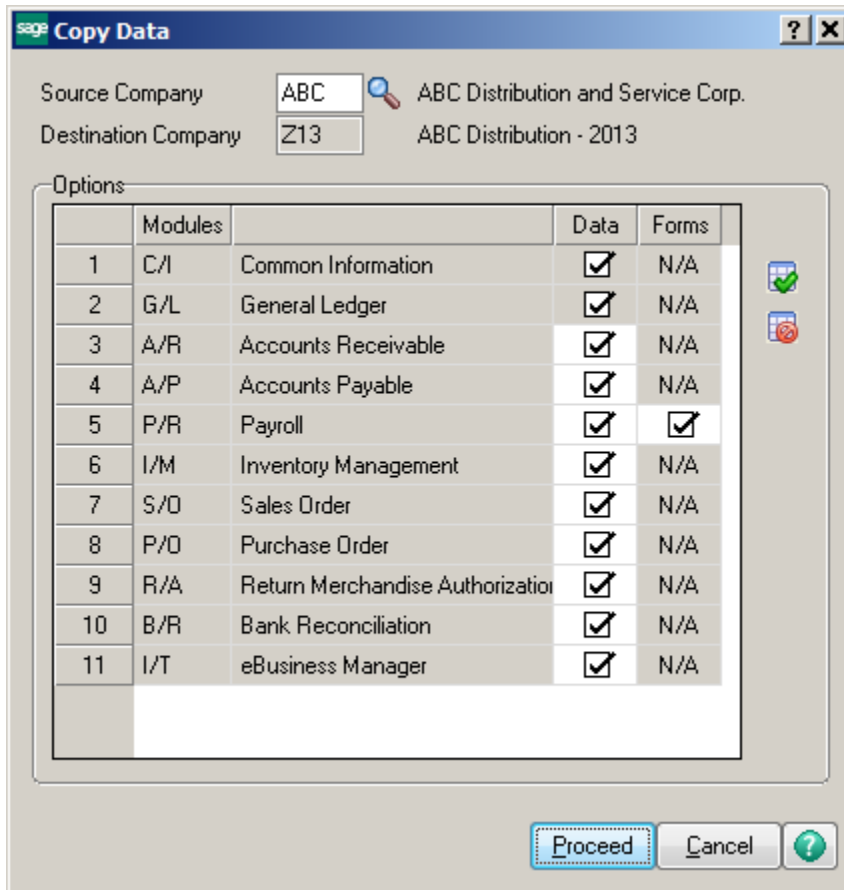 sage Copy Data
Source Company ABC ABC Distribution and Service Corp.
Destination Company Z13 ABC Distribution - 2013
Options
Modules Data Forms
1 C/I Common Information N/A
2 G/L General Ledger N/A
3 A/R Accounts Receivable N/A
4 A/P Accounts Payable N/A
5 P/R Payroll
6 I/M Inventory Management N/A
7 S/O Sales Order N/A
8 P/O Purchase Order N/A
9 R/A Return Merchandise Authorization N/A
10 B/R Bank Reconciliation N/A
11 I/T eBusiness Manager N/A
Proceed Cancel